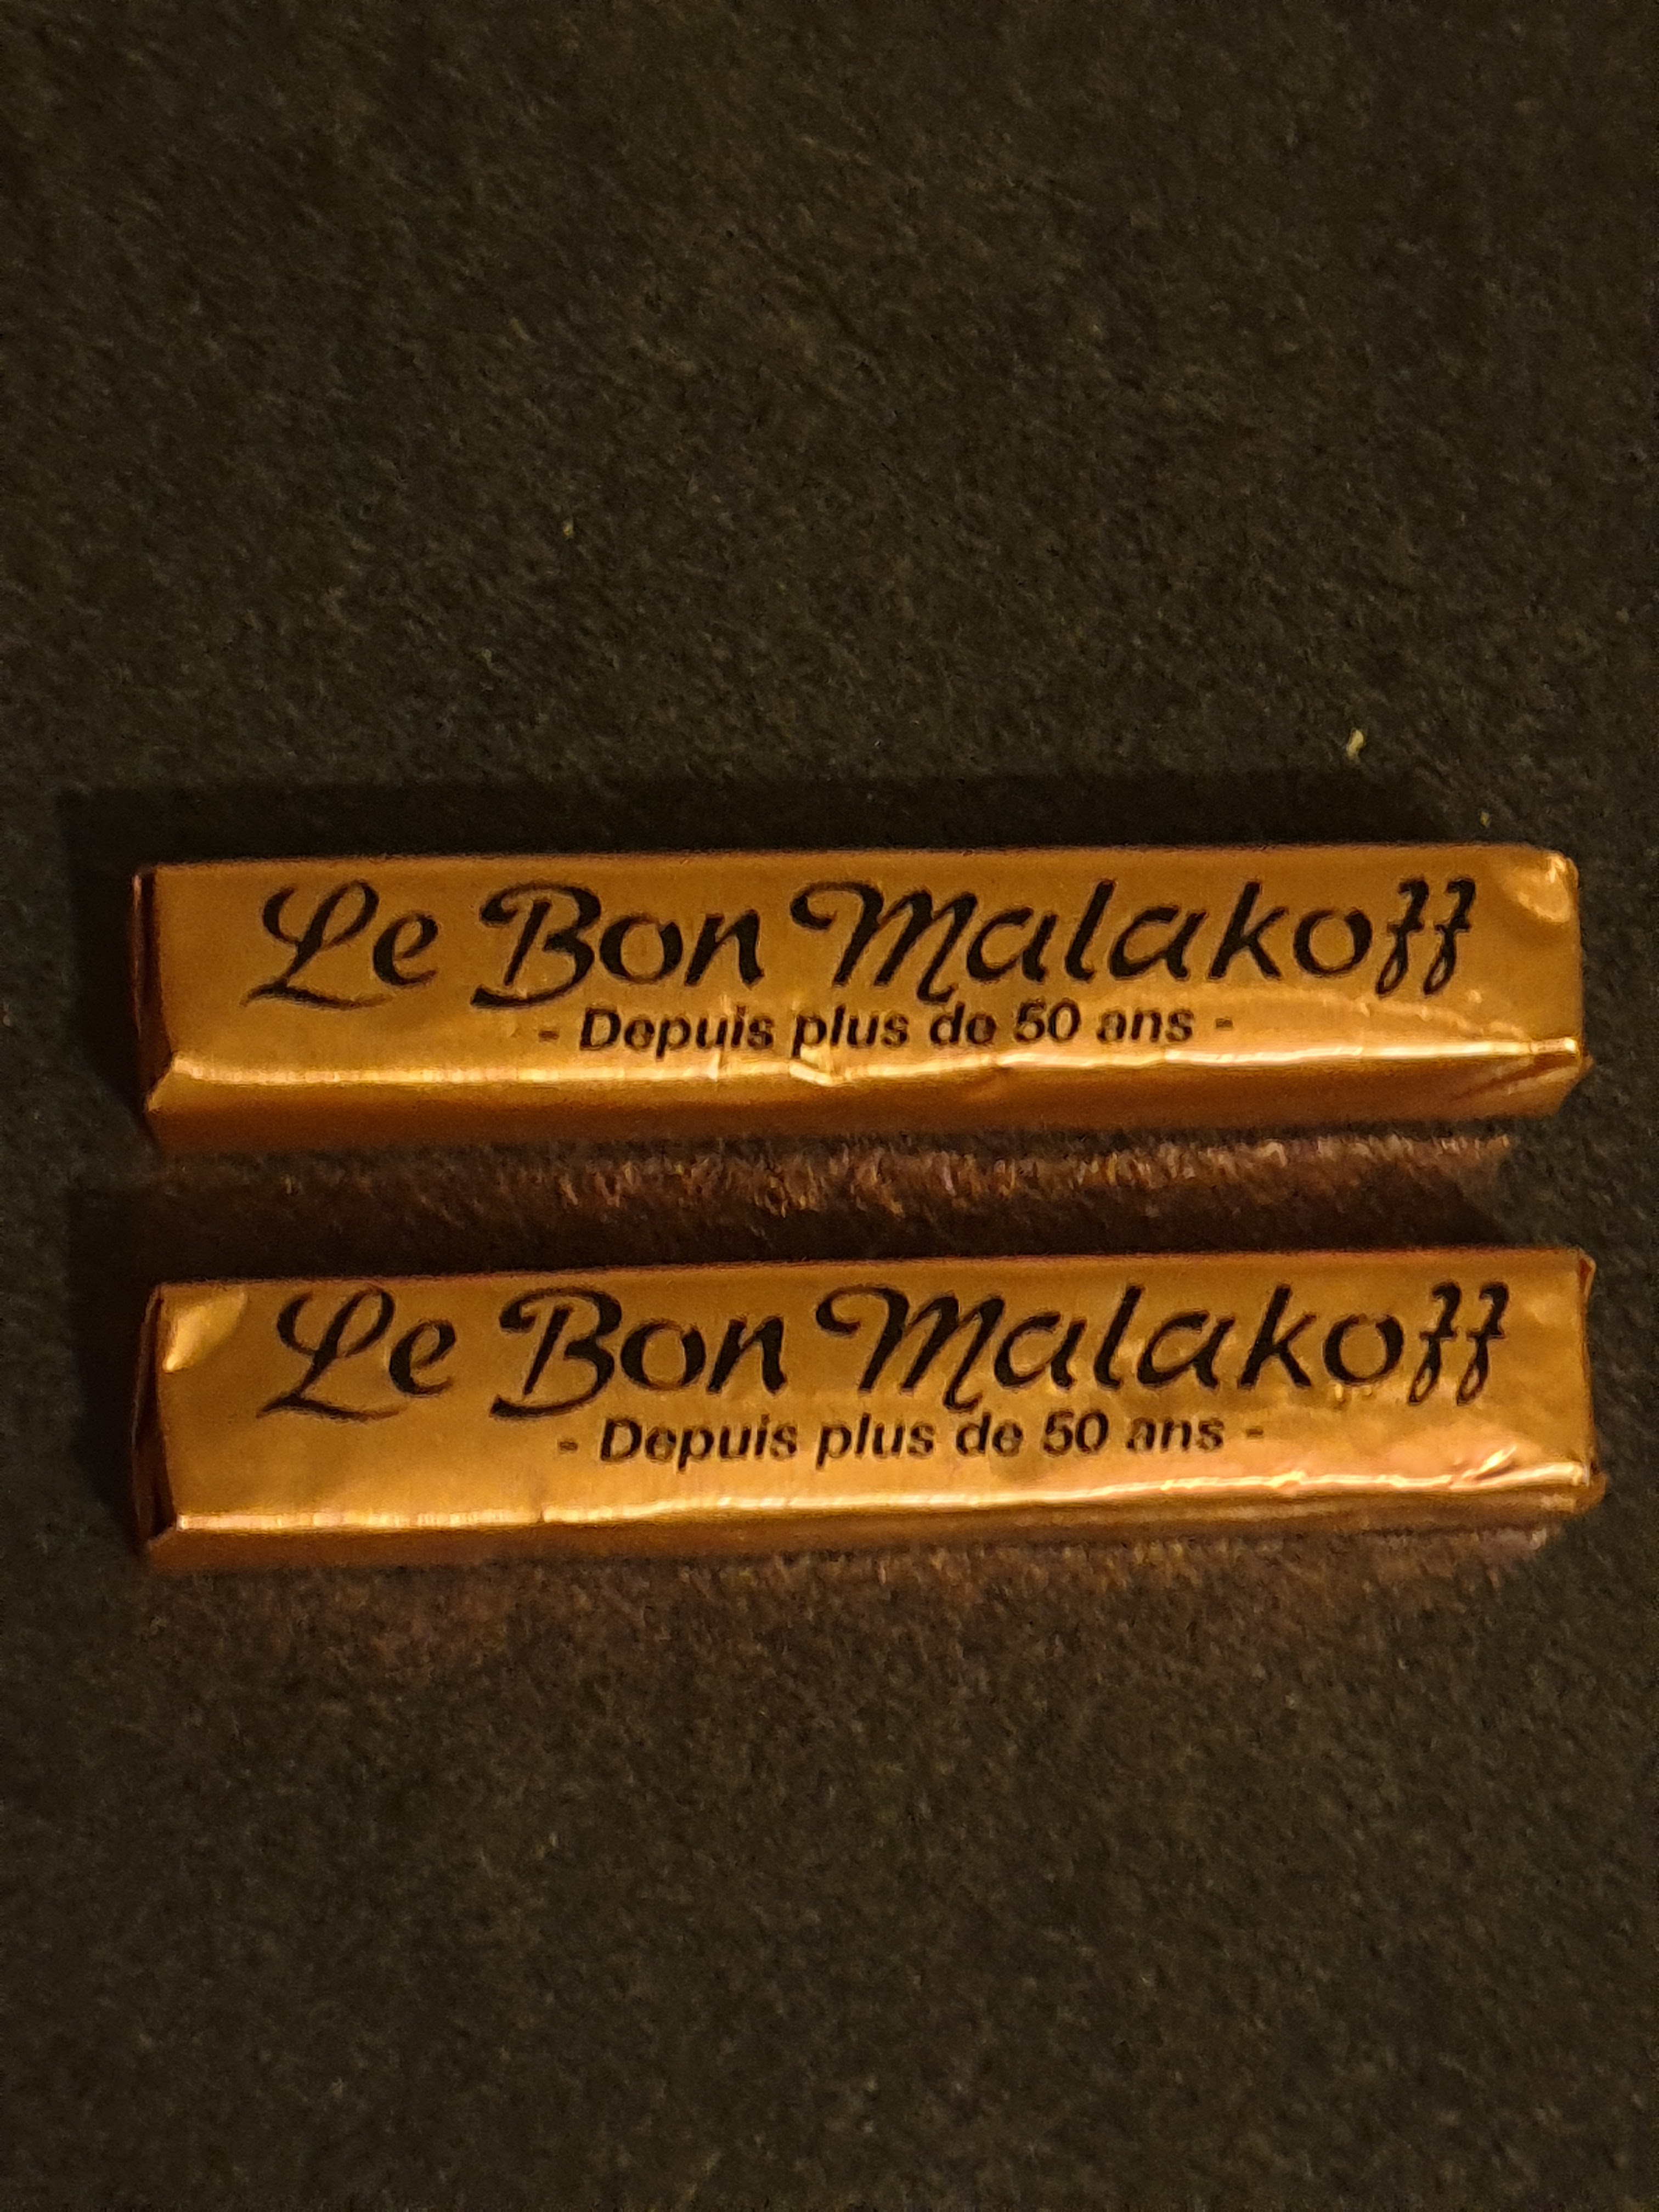 Le Bon Malakoff
- Depuis plus de 50 ans -
Le Bon Malakoff
- Depuis plus de 50 ans -